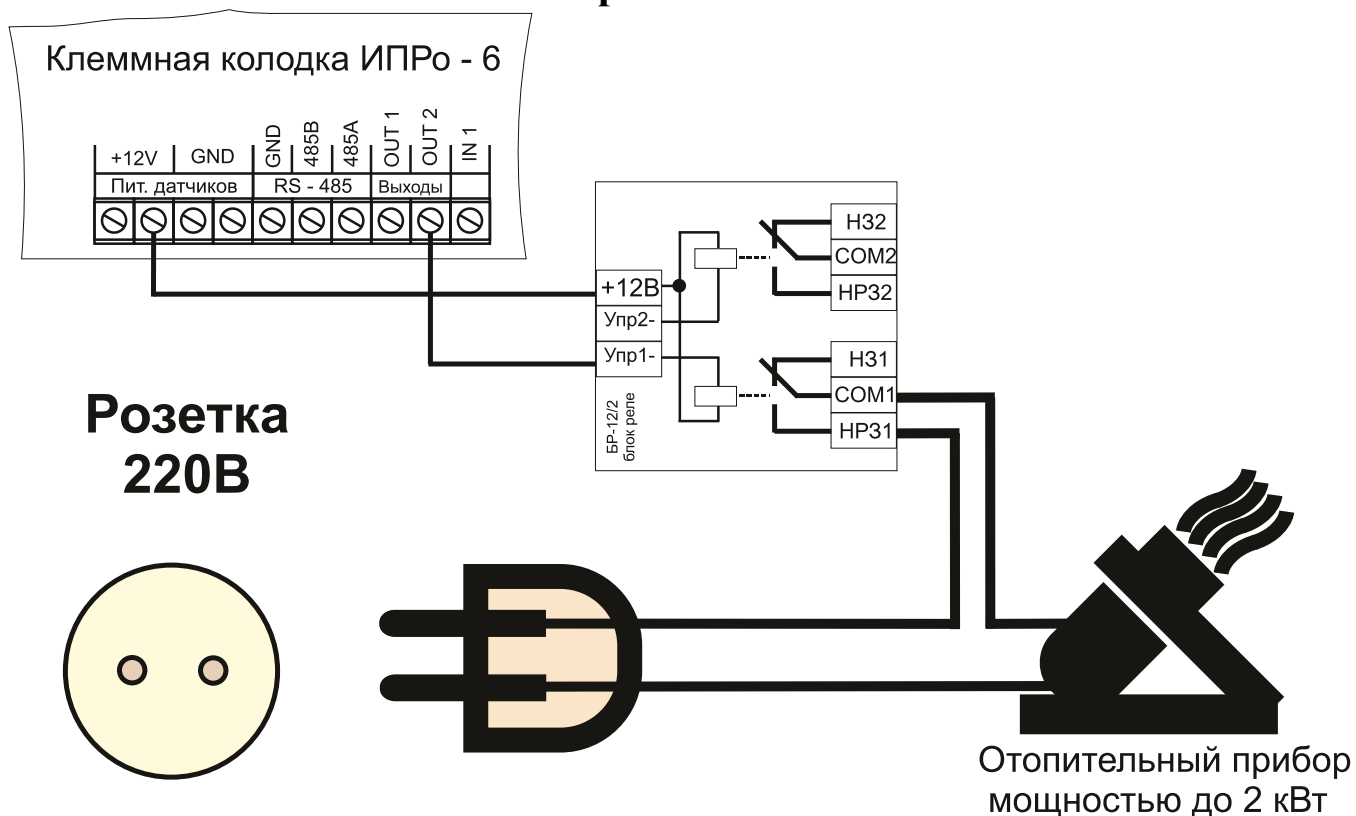 Клеммная колодка ИПРо - 6
+12V GND GND 485B 485A OUT 1 OUT 2 IN 1
Пит. датчиков RS - 485 Выходы
+12В
Упр2-
Упр1-
БР-12/2
блок реле
НЗ2
COM2
НР32
НЗ1
COM1
НР31
Розетка
220В
Отопительный прибор
мощностью до 2 кВт